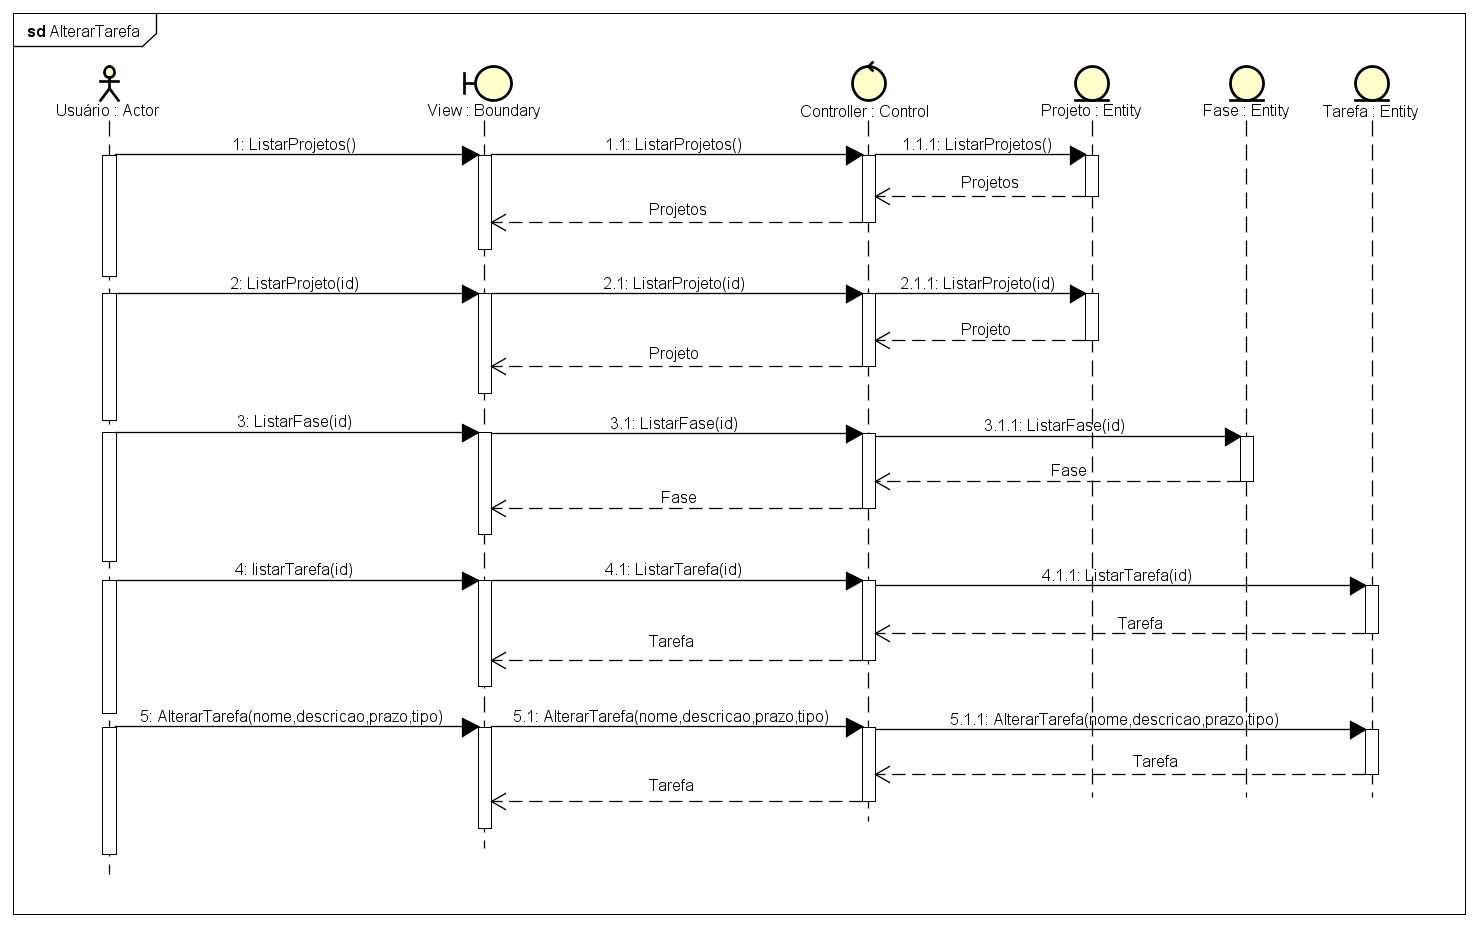 sd AlterarTarefa
Usuário : Actor
View : Boundary
Controller : Control
Projeto : Entity
Fase : Entity
Tarefa : Entity
1: ListarProjetos()
1.1: ListarProjetos()
1.1.1: ListarProjetos()
Projetos
Projetos
2: ListarProjeto(id)
2.1: ListarProjeto(id)
2.1.1: ListarProjeto(id)
Projeto
Projeto
3: ListarFase(id)
3.1: ListarFase(id)
3.1.1: ListarFase(id)
Fase
Fase
4: listarTarefa(id)
4.1: ListarTarefa(id)
4.1.1: ListarTarefa(id)
Tarefa
Tarefa
5: AlterarTarefa(nome,descricao,prazo,tipo)
5.1: AlterarTarefa(nome,descricao,prazo,tipo)
5.1.1: AlterarTarefa(nome,descricao,prazo,tipo)
Tarefa
Tarefa